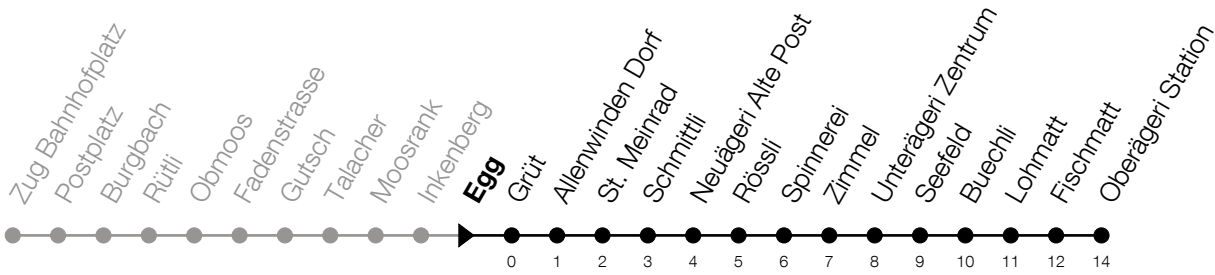 Zug Bahnhofplatz
Postplatz
Burgbach
Rütli
Obmoos
Fadenstrasse
Gutsch
Talacher
Moosrank
Inkenberg
Egg
Grüt
Allenwinden Dorf
St. Meinrad
Schmittli
Neuägeri Alte Post
Rössli
Spinnerei
Zimmel
Unterägeri Zentrum
Seefeld
Buechli
Lohmatt
Fischmatt
Oberägeri Station
0 1 2 3 4 5 6 7 8 9 10 11 12 14